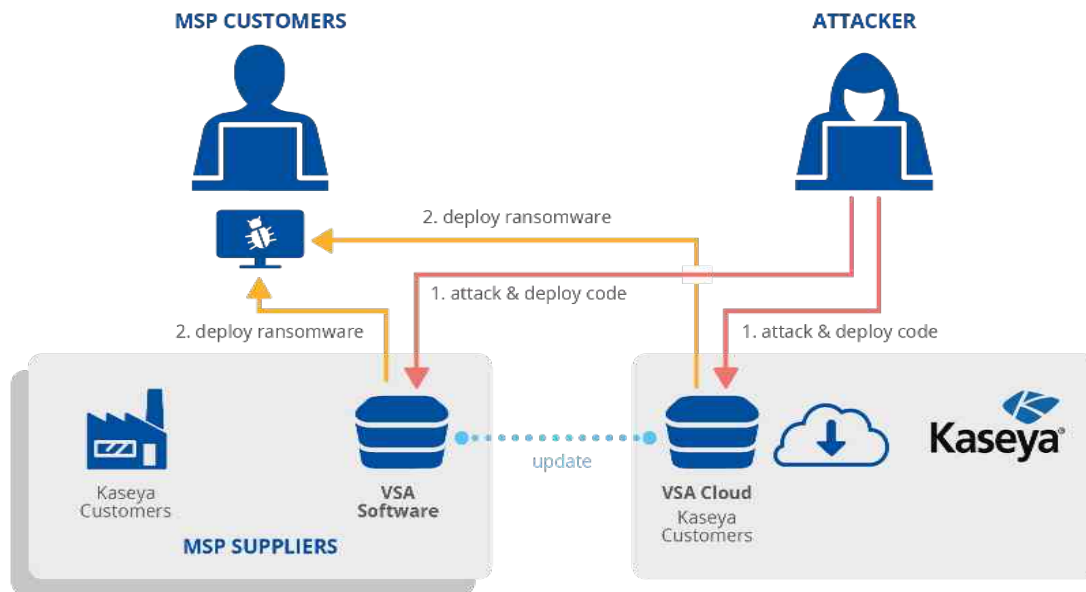 MSP CUSTOMERS
ATTACKER
2. deploy ransomware
1. attack & deploy code
2. deploy ransomware
1. attack & deploy code
Kaseya
Customers
VSA
Software
MSP SUPPLIERS
update
VSA Cloud
Kaseya
Customers
Kaseya®